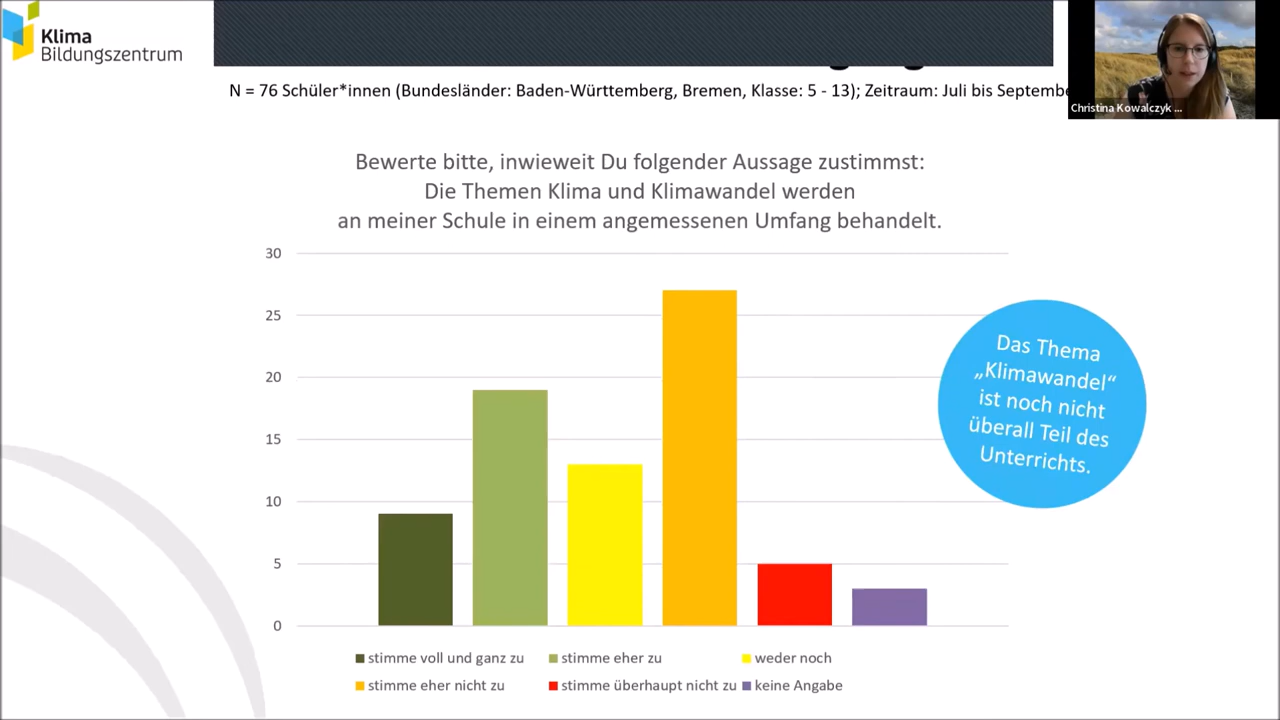 Klima
Bildungszentrum
N = 76 Schüler*innen (Bundesländer: Baden-Württemberg, Bremen, Klasse: 5 - 13); Zeitraum: Juli bis
Christina Kowalczyk ...
Bewerte bitte, inwieweit Du folgender Aussage zustimmst:
Die Themen Klima und Klimawandel werden
an meiner Schule in einem angemessenen Umfang behandelt.
30
25
20
15
10
5
0
Das Thema
„Klimawandel“
ist noch nicht
überall Teil des
Unterrichts.
stimme voll und ganz zu
stimme eher zu
weder noch
stimme eher nicht zu
stimme überhaupt nicht zu
keine Angabe